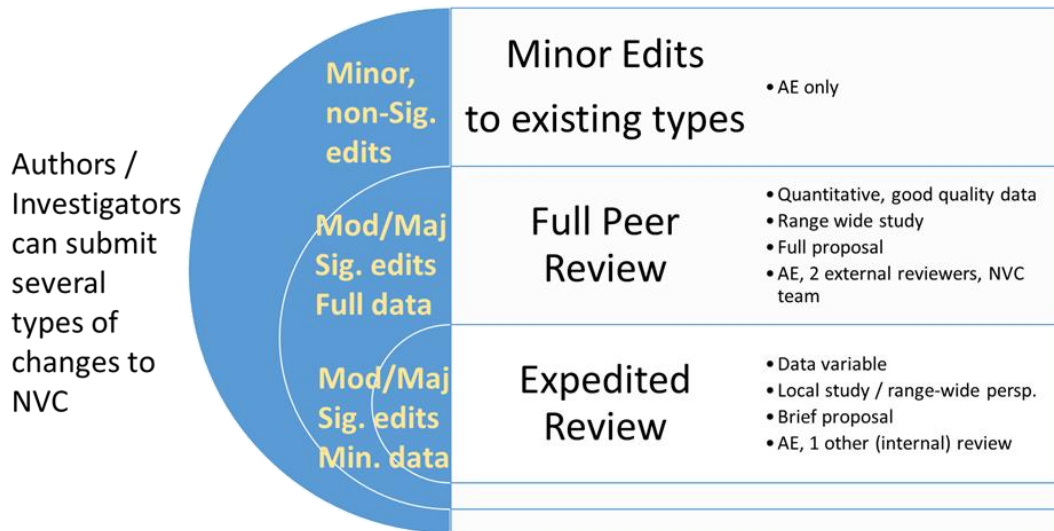 Authors /
Investigators
can submit
several
types of
changes to
NVC
Minor,
non-Sig.
edits
Minor Edits
to existing types
• AE only
Mod/Maj
Sig. edits
Full data
Full Peer
Review
• Quantitative, good quality data
• Range wide study
• Full proposal
• AE, 2 external reviewers, NVC
team
Mod/Maj
Sig. edits
Min. data
Expedited
Review
• Data variable
• Local study / range-wide persp.
• Brief proposal
• AE, 1 other (internal) review